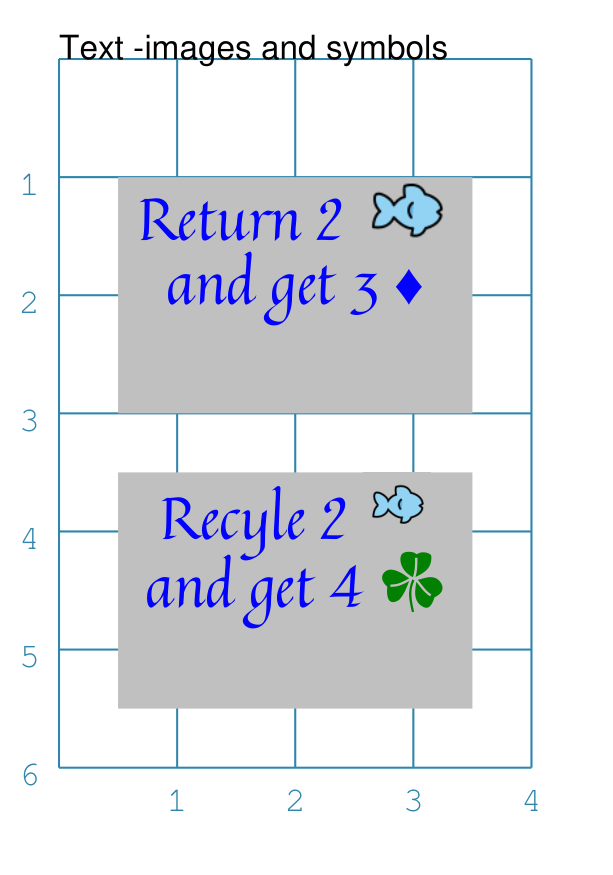 Text -images and symbols
1
Return 2
2
and get 3 ♦
3
4
Recyle 2
and get 4 ☘
5
6
1 2 3 4